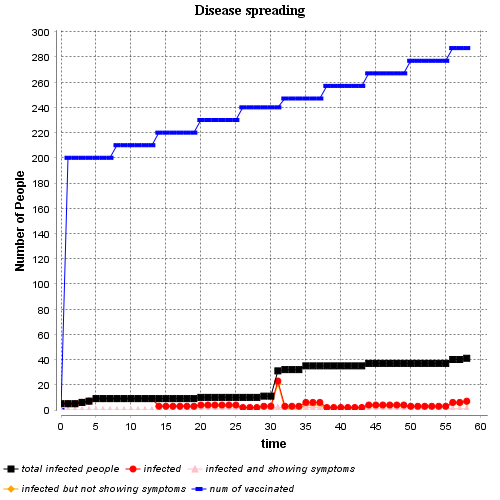 Disease spreading
Number of People
300
280
260
240
220
200
180
160
140
120
100
80
60
40
20
0
0 5 10 15 20 25 30 35 40 45 50 55 60
time
total infected people infected infected and showing symptoms
infected but not showing symptoms num of vaccinated